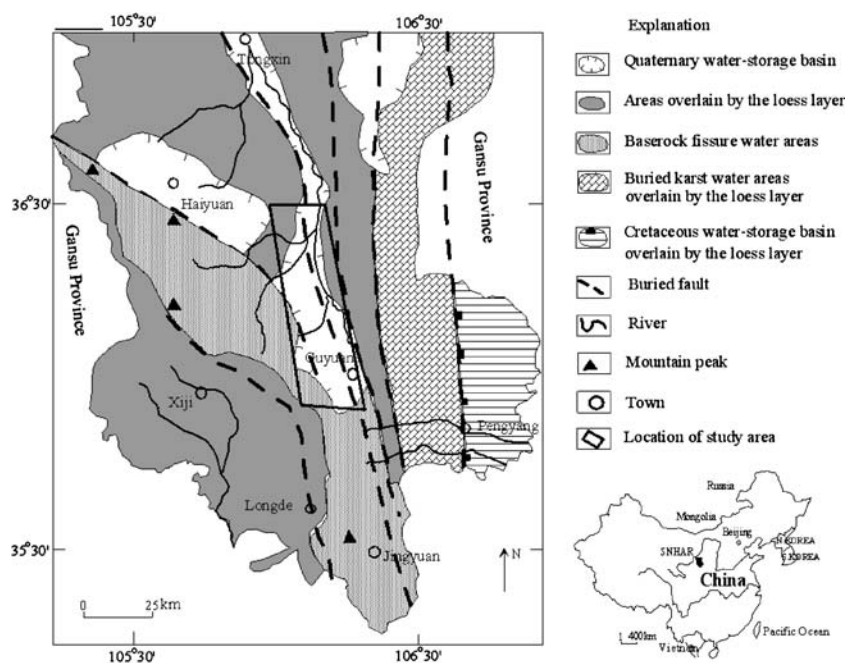 105°30'
106°30'
Explanation
Tongxin
Quaternary water-storage basin
Areas overlain by the loess layer
Gansu Province
Baserock fissure water areas
36°30'
Haiyuan
36°30'
Buried karst water areas
overlain by the loess layer
Gansu Province
Cretaceous water-storage basin
overlain by the loess layer
Buried fault
River
Guyuan
Mountain peak
Xiji
Town
Pengyang
Location of study area
Longde
Russia
Mongolia
Beijing
35°30'
Jingyuan
N
SNHAR
N.KOREA
S.KOREA
China
0 25km
400km
Vietnam
Pacific Ocean
105°30'
106°30'